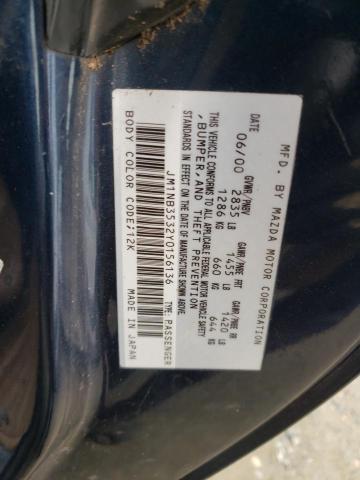 MFD. BY MAZDA MOTOR CORPORATION
DATE GVWR/PNBV GAWR/PNBE FRT GAWR/PNBE RR
06/00 2835 LB 1455 LB 1420 LB
1286 KG 660 KG 644 KG
THIS VEHICLE CONFORMS TO ALL APPLICABLE FEDERAL MOTOR VEHICLE SAFETY
, BUMPER, AND THEFT PREVENTION
STANDARDS IN EFFECT ON THE DATE OF MANUFACTURE SHOWN ABOVE.
JM1NB3532Y0156136 TYPE: PASSENGER
BODY COLOR CODE:12K MADE IN JAPAN